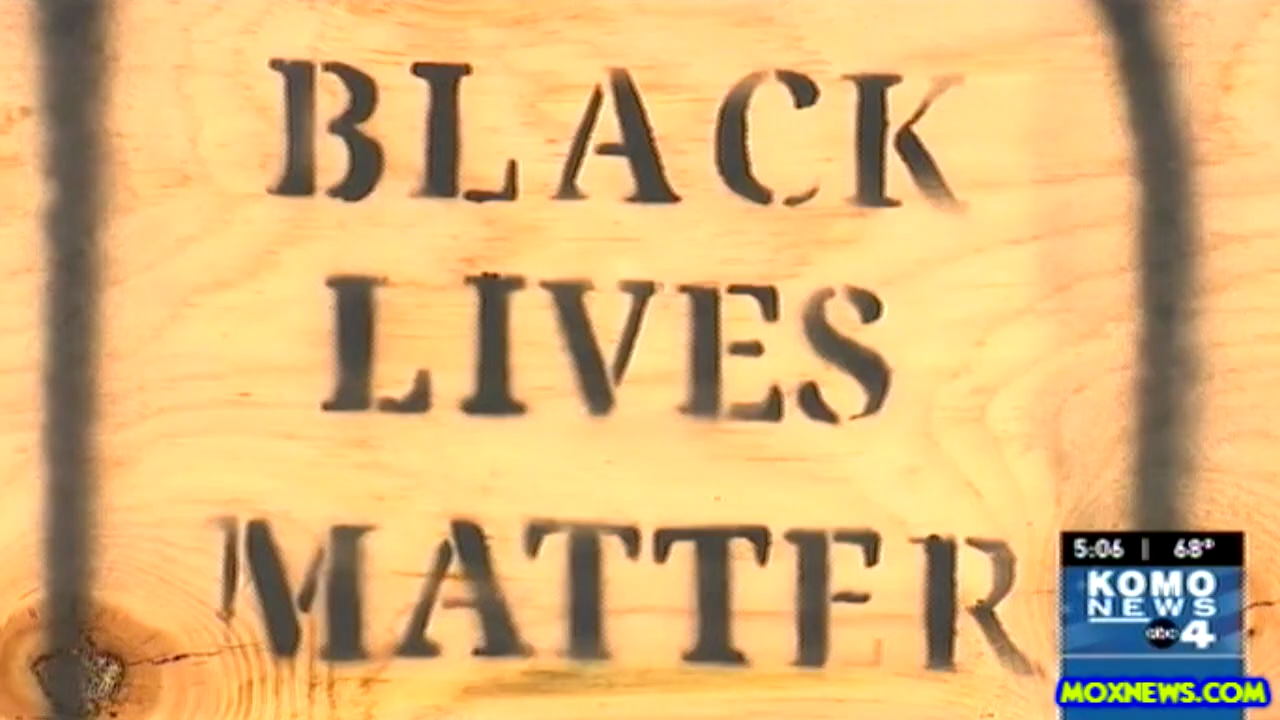 BLACK
LIVES
MATTER
5:06 | 68°
KOMO
NEWS
abc 4
MOXNEWS.COM